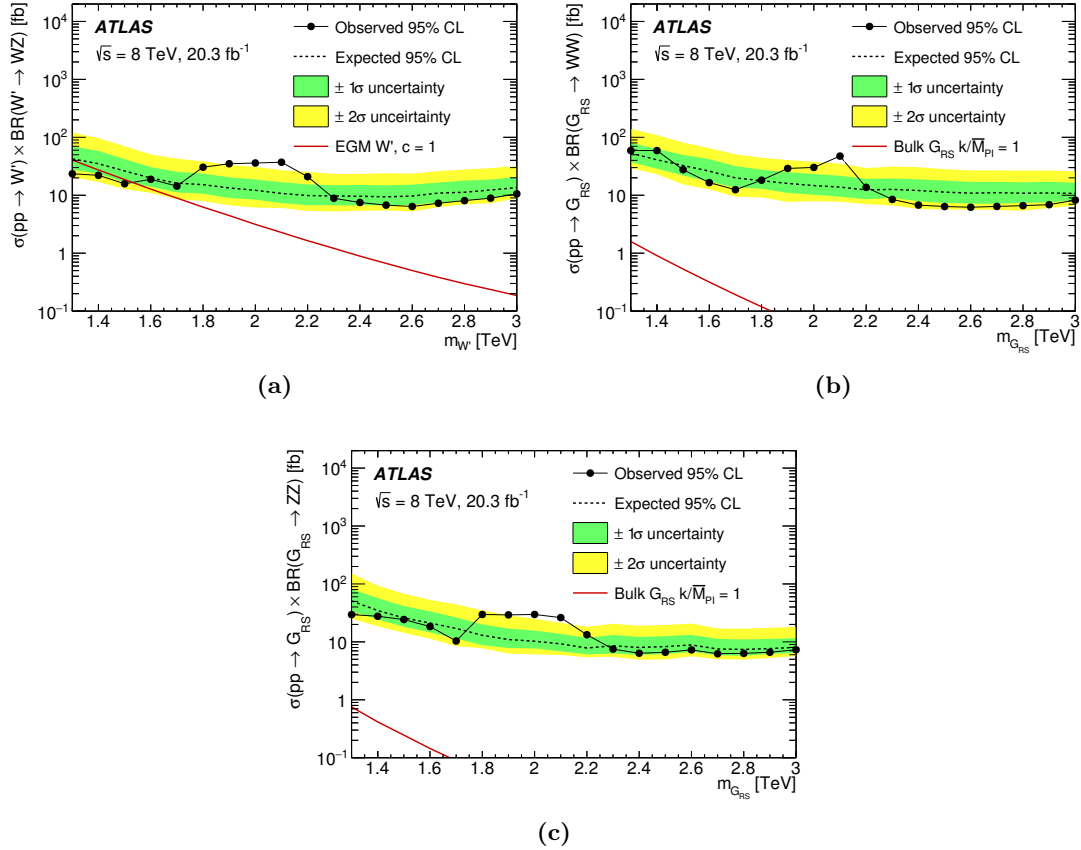 σ(pp → W') × BR(W' → WZ) [fb]
10⁴
10³
10²
10
1
10⁻¹
ATLAS
√s = 8 TeV, 20.3 fb⁻¹
Observed 95% CL
Expected 95% CL
± 1σ uncertainty
± 2σ unceirtainty
EGM W', c = 1
1.4 1.6 1.8 2 2.2 2.4 2.6 2.8 3
m_W' [TeV]
(a)
σ(pp → G_RS) × BR(G_RS → WW) [fb]
10⁴
10³
10²
10
1
10⁻¹
ATLAS
√s = 8 TeV, 20.3 fb⁻¹
Observed 95% CL
Expected 95% CL
± 1σ uncertainty
± 2σ uncertainty
Bulk G_RS k/M̅_Pl = 1
1.4 1.6 1.8 2 2.2 2.4 2.6 2.8 3
m_G_RS [TeV]
(b)
σ(pp → G_RS) × BR(G_RS → ZZ) [fb]
10⁴
10³
10²
10
1
10⁻¹
ATLAS
√s = 8 TeV, 20.3 fb⁻¹
Observed 95% CL
Expected 95% CL
± 1σ uncertainty
± 2σ uncertainty
Bulk G_RS k/M̅_Pl = 1
1.4 1.6 1.8 2 2.2 2.4 2.6 2.8 3
m_G_RS [TeV]
(c)